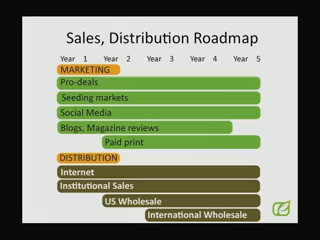 Sales, Distribution Roadmap
Year 1 Year 2 Year 3 Year 4 Year 5
MARKETING
Pro-deals
Seeding markets
Social Media
Blogs, Magazine reviews
Paid print
DISTRIBUTION
Internet
Institutional Sales
US Wholesale
International Wholesale